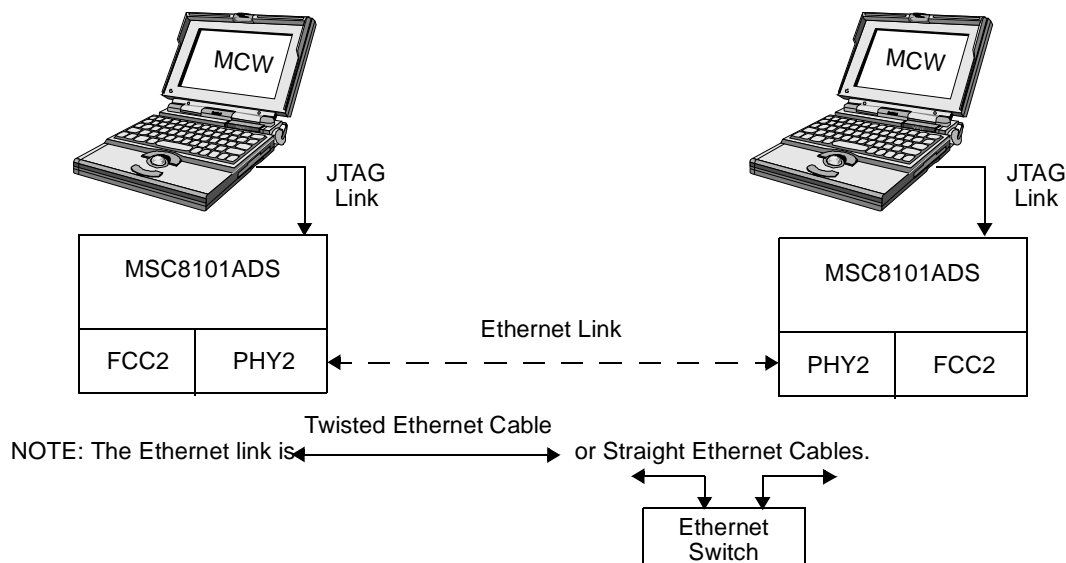 MCW
MCW
JTAG
Link
JTAG
Link
MSC8101ADS
MSC8101ADS
Ethernet Link
FCC2
PHY2
PHY2
FCC2
Twisted Ethernet Cable
NOTE: The Ethernet link is
or Straight Ethernet Cables.
Ethernet
Switch